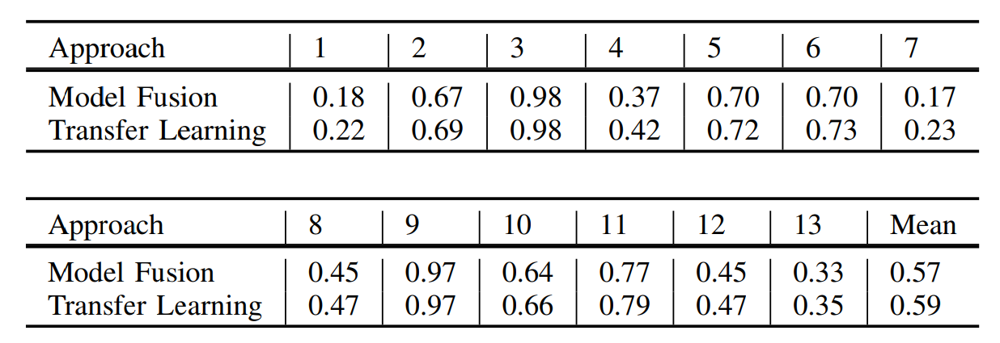 Approach 1 2 3 4 5 6 7
Model Fusion 0.18 0.67 0.98 0.37 0.70 0.70 0.17
Transfer Learning 0.22 0.69 0.98 0.42 0.72 0.73 0.23
Approach 8 9 10 11 12 13 Mean
Model Fusion 0.45 0.97 0.64 0.77 0.45 0.33 0.57
Transfer Learning 0.47 0.97 0.66 0.79 0.47 0.35 0.59